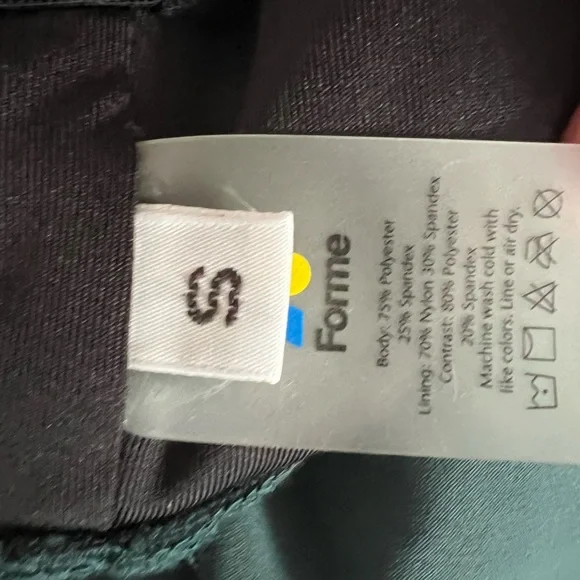 S
Forme
Body: 75% Polyester
25% Spandex
Lining: 70% Nylon 30% Spandex
Contrast: 80% Polyester
20% Spandex
Machine wash cold with
like colors. Line or air dry.